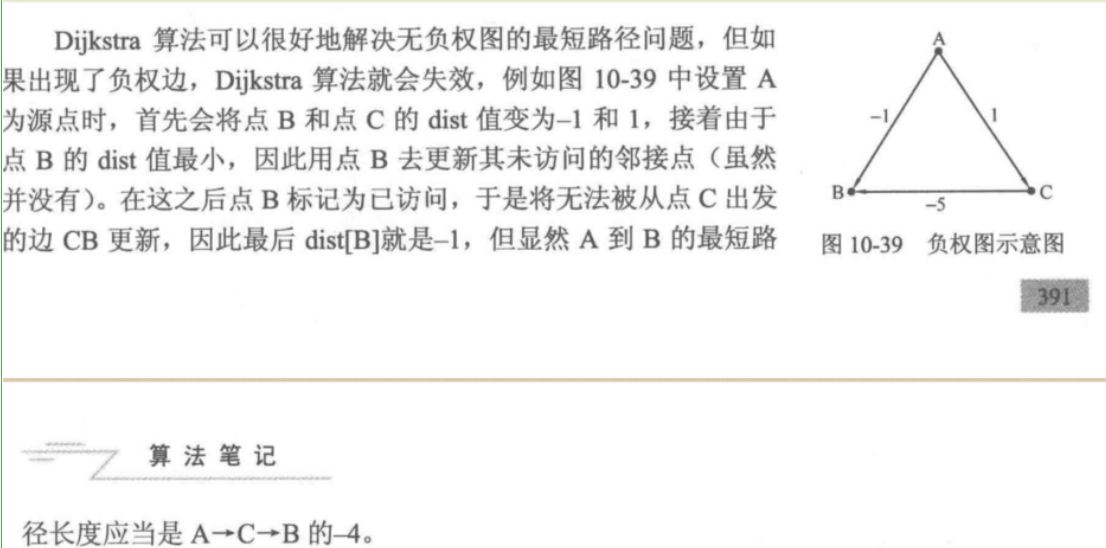 Dijkstra 算法可以很好地解决无负权图的最短路径问题，但如
果出现了负权边，Dijkstra 算法就会失效，例如图 10-39 中设置 A
为源点时，首先会将点 B 和点 C 的 dist 值变为–1 和 1，接着由于
点 B 的 dist 值最小，因此用点 B 去更新其未访问的邻接点（虽然
并没有）。在这之后点 B 标记为已访问，于是将无法被从点 C 出发
的边 CB 更新，因此最后 dist[B]就是–1，但显然 A 到 B 的最短路
A
–1
1
B
C
–5
图 10-39 负权图示意图
391
算法笔记
径长度应当是 A→C→B 的–4。